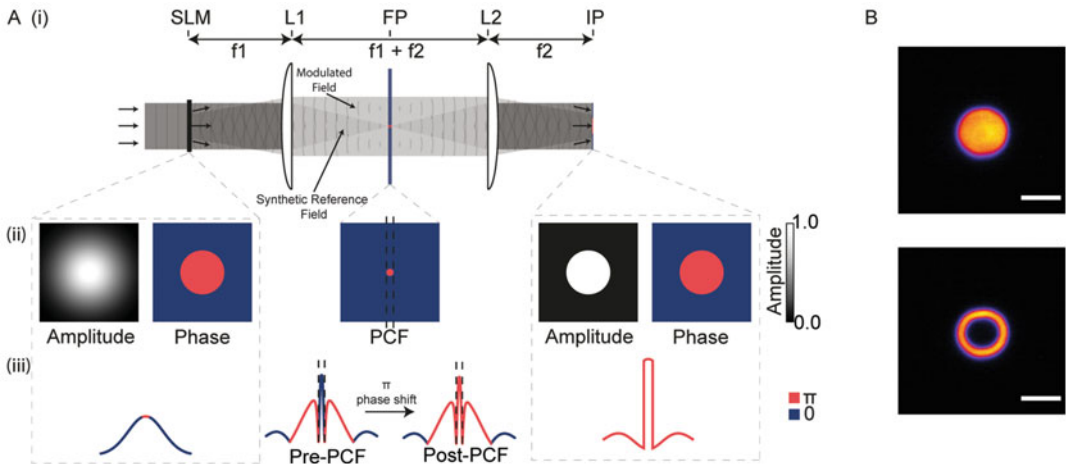 A (i)
SLM L1 FP L2 IP
f1 f1 + f2 f2
Modulated
Field
Synthetic Reference
Field
(ii)
Amplitude Phase PCF Amplitude Phase
Amplitude
1.0
0.0
(iii)
π
phase shift
Pre-PCF Post-PCF
π
0
B